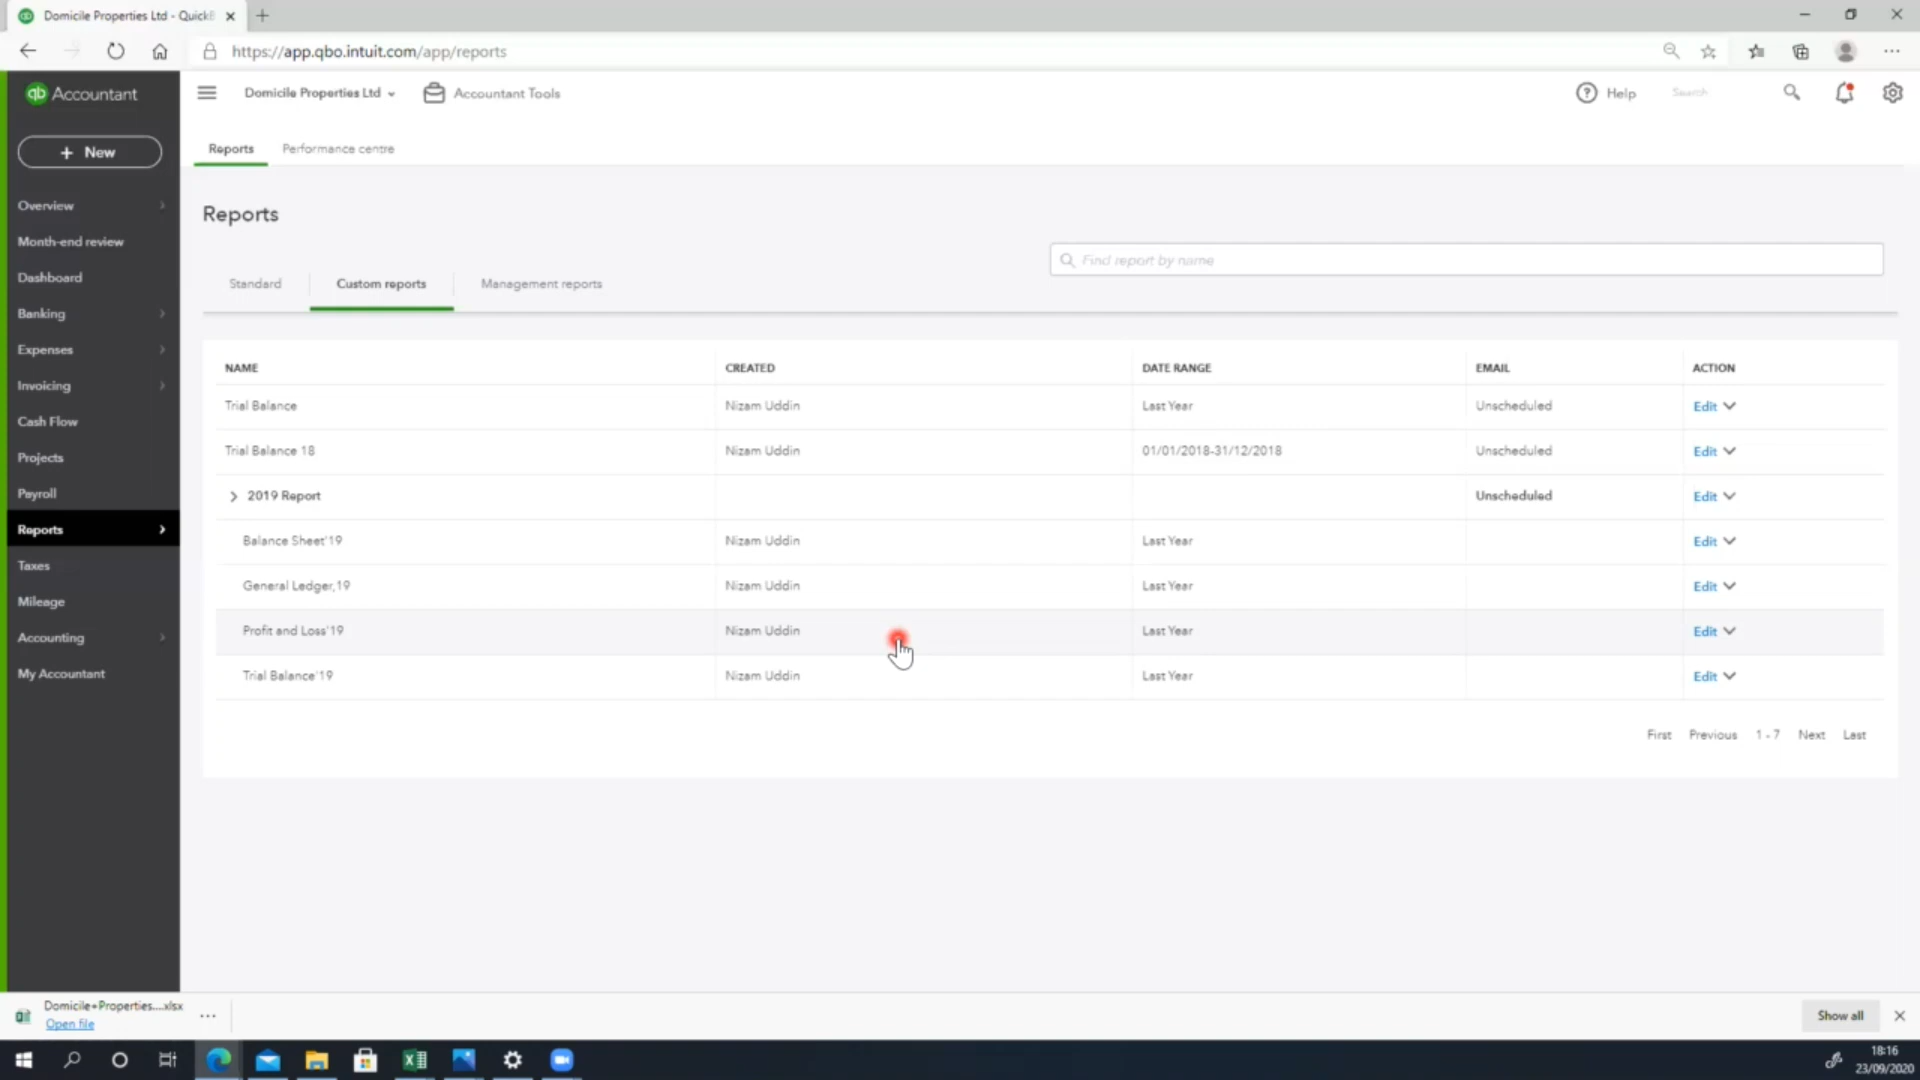 Domicile Properties Ltd - QuickB
https://app.qbo.intuit.com/app/reports
qb Accountant
Domicile Properties Ltd
Accountant Tools
Help
Search
+ New
Reports
Performance centre
Overview
Month-end review
Dashboard
Banking
Expenses
Invoicing
Cash Flow
Projects
Payroll
Reports
Taxes
Mileage
Accounting
My Accountant
Reports
Find report by name
Standard
Custom reports
Management reports
NAME CREATED DATE RANGE EMAIL ACTION
Trial Balance Nizam Uddin Last Year Unscheduled Edit
Trial Balance 18 Nizam Uddin 01/01/2018-31/12/2018 Unscheduled Edit
2019 Report Unscheduled Edit
Balance Sheet'19 Nizam Uddin Last Year Edit
General Ledger,19 Nizam Uddin Last Year Edit
Profit and Loss'19 Nizam Uddin Last Year Edit
Trial Balance'19 Nizam Uddin Last Year Edit
First Previous 1 - 7 Next Last
Domicile+Properties....xlsx
Open file
Show all
18:16
23/09/2020